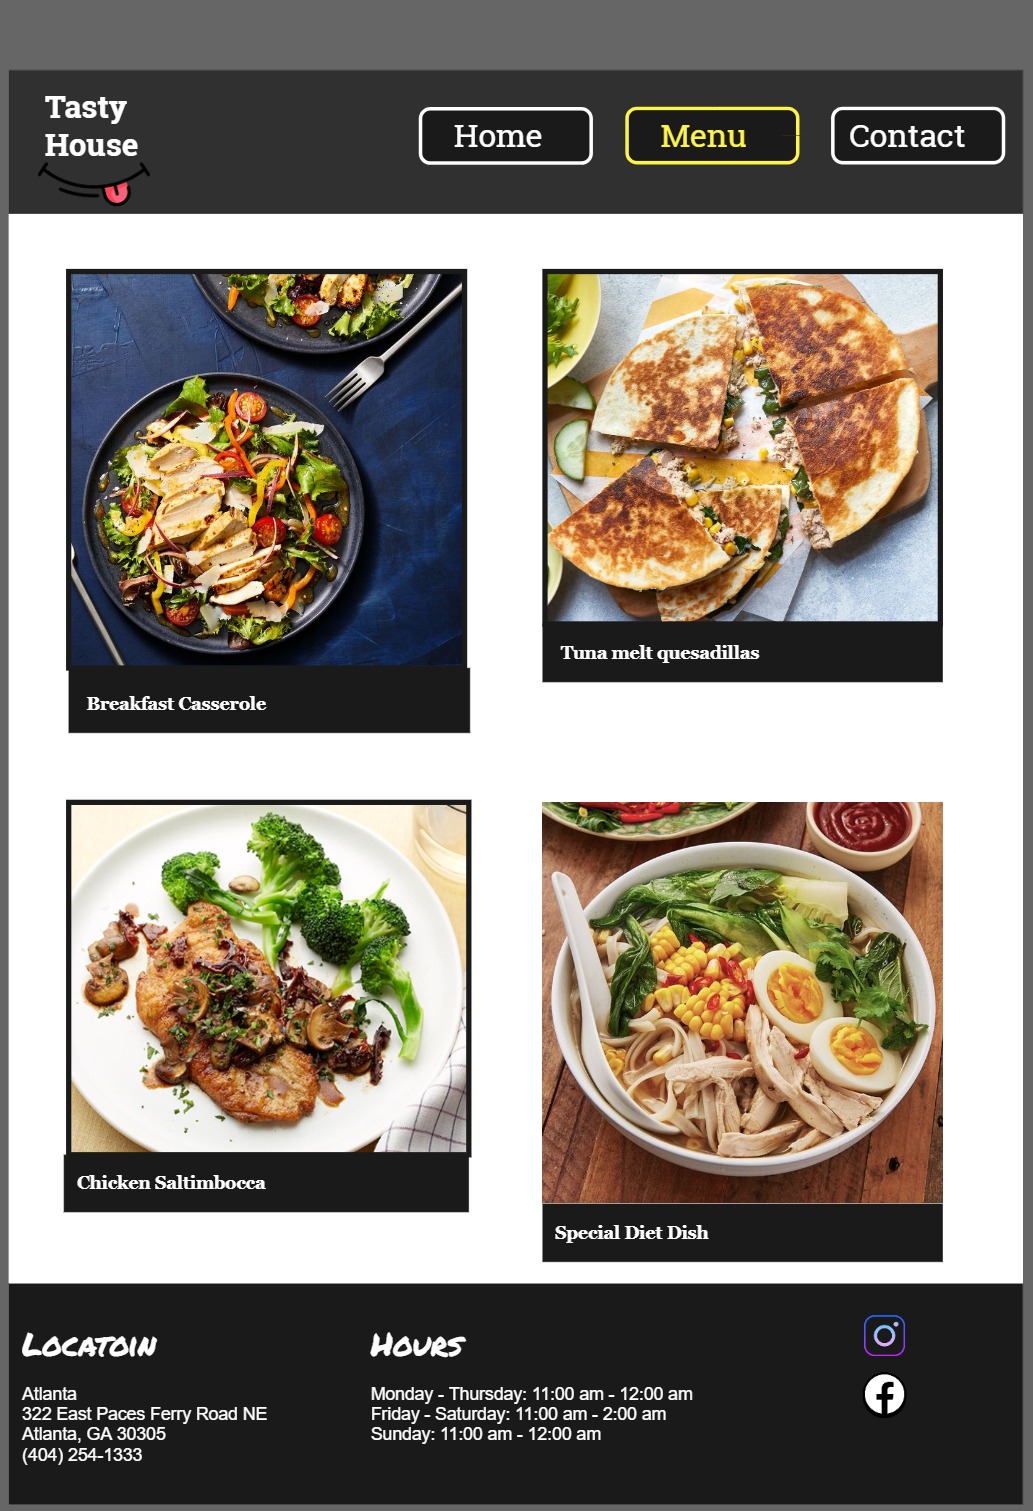 Tasty
House
Home
Menu
Contact
Breakfast Casserole
Tuna melt quesadillas
Chicken Saltimbocca
Special Diet Dish
Locatoin
Atlanta
322 East Paces Ferry Road NE
Atlanta, GA 30305
(404) 254-1333
Hours
Monday - Thursday: 11:00 am - 12:00 am
Friday - Saturday: 11:00 am - 2:00 am
Sunday: 11:00 am - 12:00 am